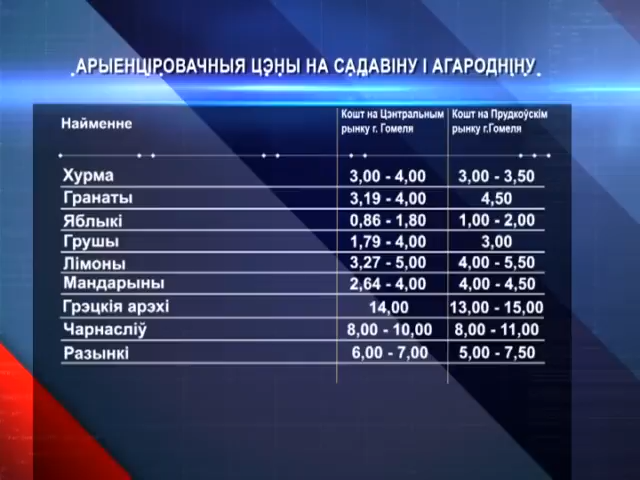 АРЫЕНЦІРОВАЧНЫЯ ЦЭНЫ НА САДАВІНУ І АГАРОДНІНУ
Найменне
Кошт на Цэнтральным
рынку г. Гомеля
Кошт на Прудкоўскім
рынку г.Гомеля
Хурма 3,00 - 4,00 3,00 - 3,50
Гранаты 3,19 - 4,00 4,50
Яблыкі 0,86 - 1,80 1,00 - 2,00
Грушы 1,79 - 4,00 3,00
Лімоны 3,27 - 5,00 4,00 - 5,50
Мандарыны 2,64 - 4,00 4,00 - 4,50
Грэцкія арэхі 14,00 13,00 - 15,00
Чарнасліў 8,00 - 10,00 8,00 - 11,00
Разынкі 6,00 - 7,00 5,00 - 7,50